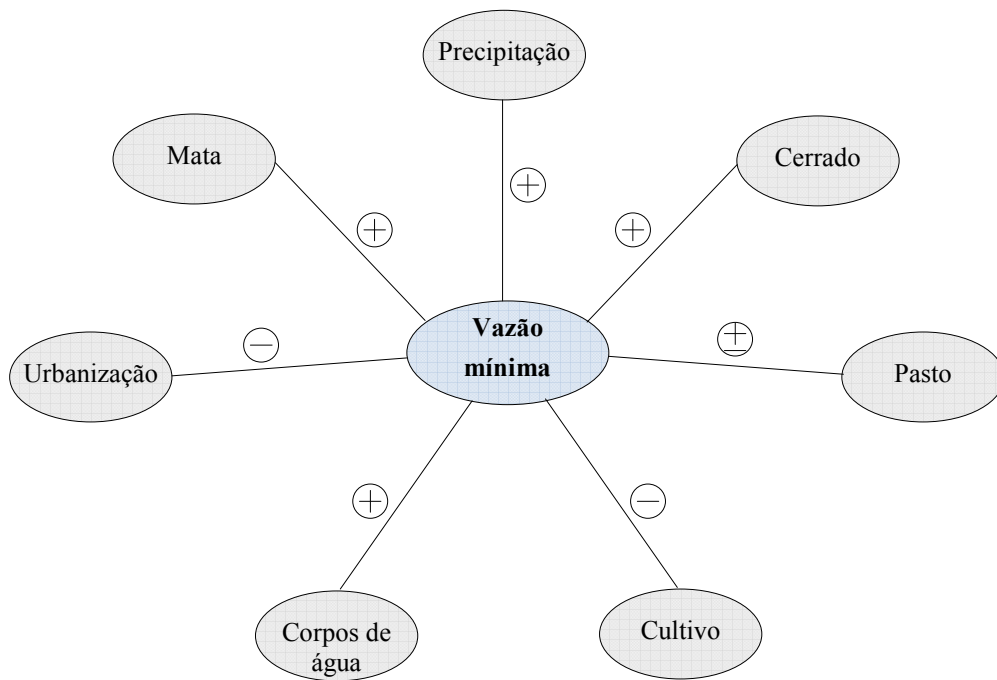 Precipitação
Mata
Cerrado
+
+
+
Vazão
mínima
Urbanização
−
±
Pasto
+
−
Corpos de
água
Cultivo